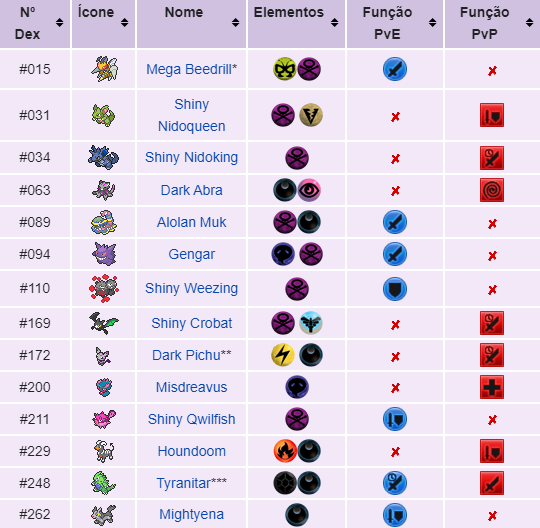 Nº Dex Ícone Nome Elementos Função PvE Função PvP
#015 Mega Beedrill*
#031 Shiny Nidoqueen
#034 Shiny Nidoking
#063 Dark Abra
#089 Alolan Muk
#094 Gengar
#110 Shiny Weezing
#169 Shiny Crobat
#172 Dark Pichu**
#200 Misdreavus
#211 Shiny Qwilfish
#229 Houndoom
#248 Tyranitar***
#262 Mightyena